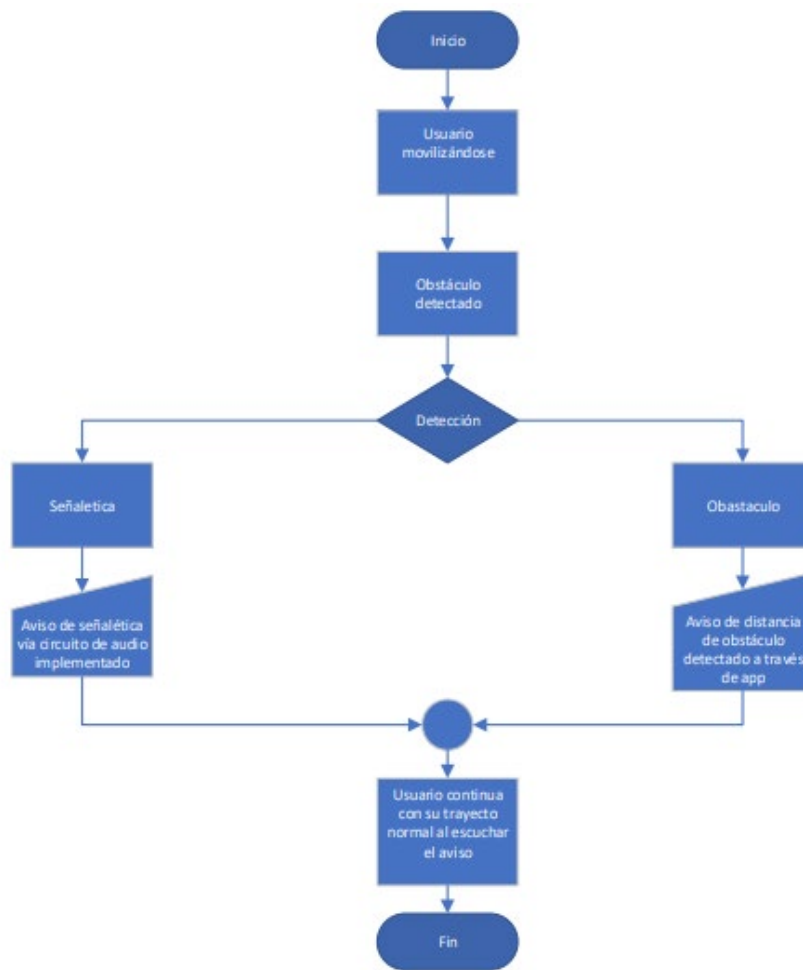 Inicio
Usuario
movilizándose
Obstáculo
detectado
Detección
Señaletica
Obastaculo
Aviso de señalética
vía circuito de audio
implementado
Aviso de distancia
de obstáculo
detectado a través
de app
Usuario continua
con su trayecto
normal al escuchar
el aviso
Fin